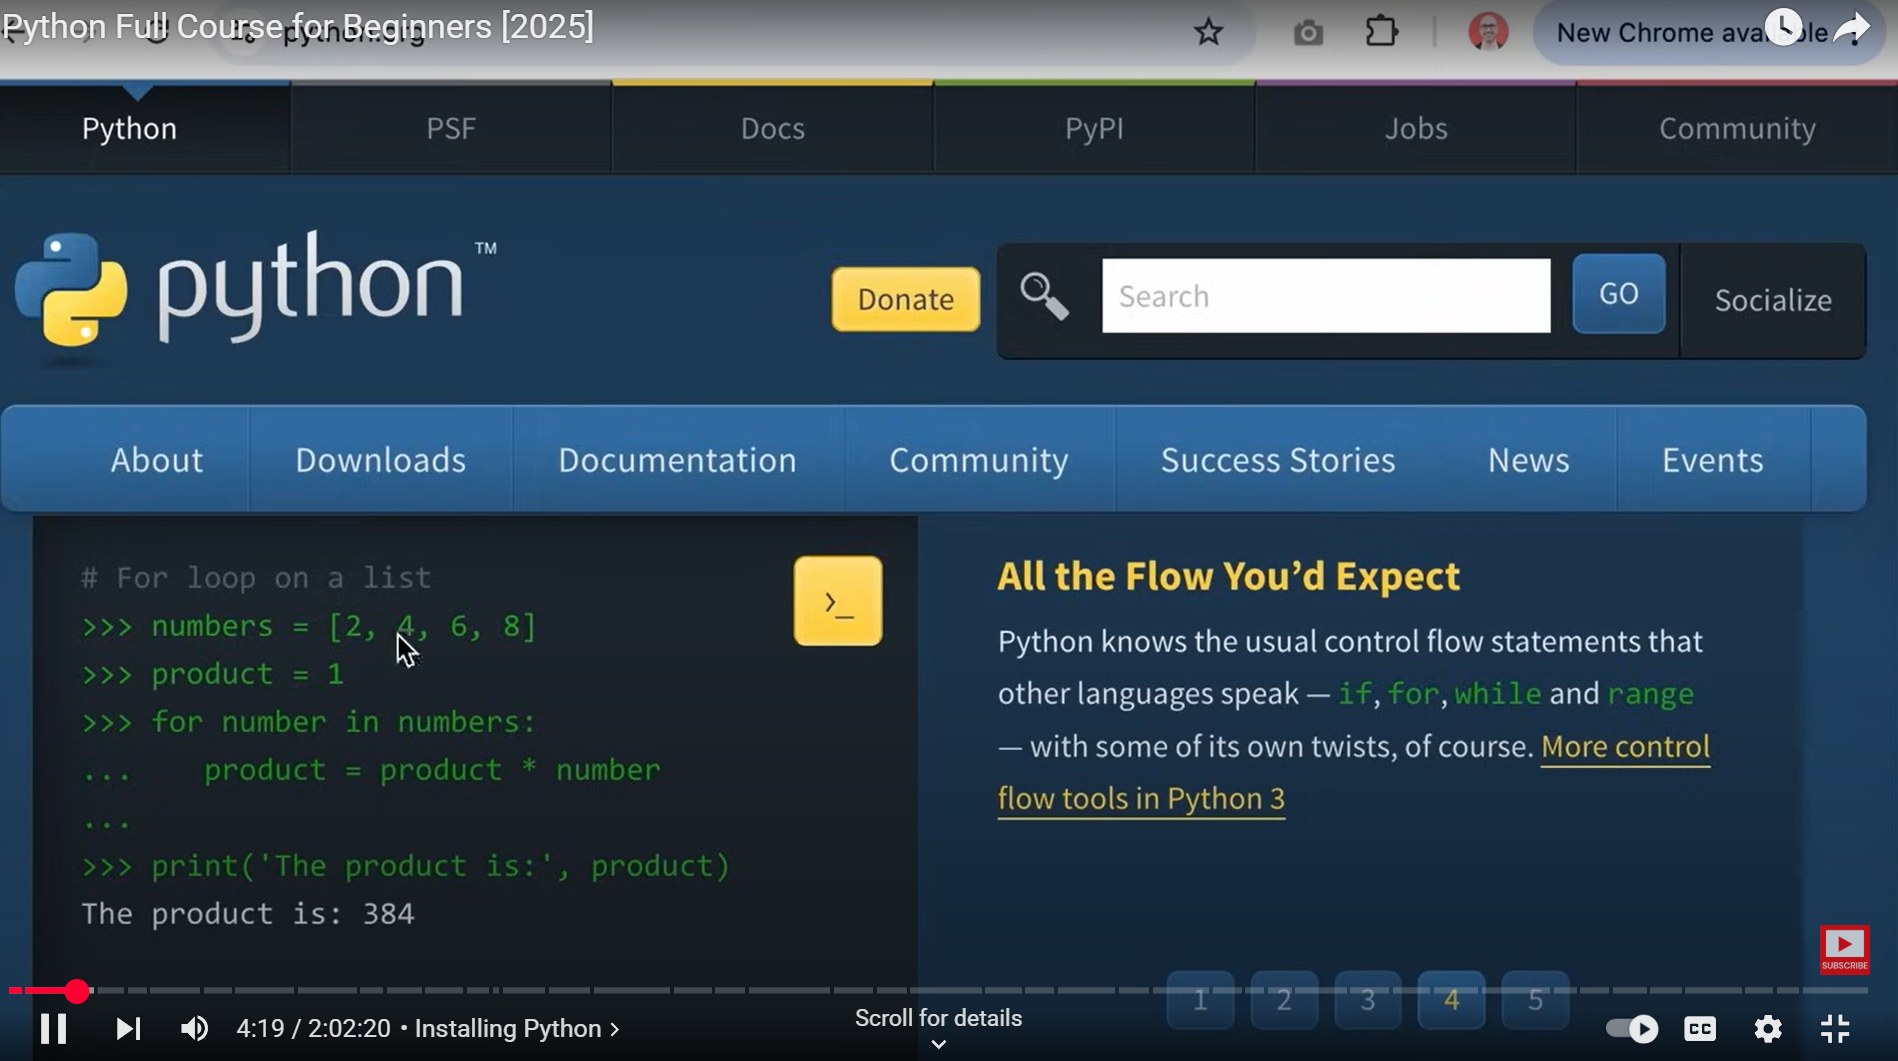 Python Full Course for Beginners [2025]
python.org
New Chrome available
Python
PSF
Docs
PyPI
Jobs
Community
python™
Donate
Search
GO
Socialize
About
Downloads
Documentation
Community
Success Stories
News
Events
# For loop on a list
>>> numbers = [2, 4, 6, 8]
>>> product = 1
>>> for number in numbers:
...    product = product * number
...
>>> print('The product is:', product)
The product is: 384
>_
All the Flow You’d Expect
Python knows the usual control flow statements that
other languages speak — if, for, while and range
— with some of its own twists, of course. More control
flow tools in Python 3
SUBSCRIBE
1
2
3
4
5
4:19 / 2:02:20 • Installing Python >
Scroll for details
CC